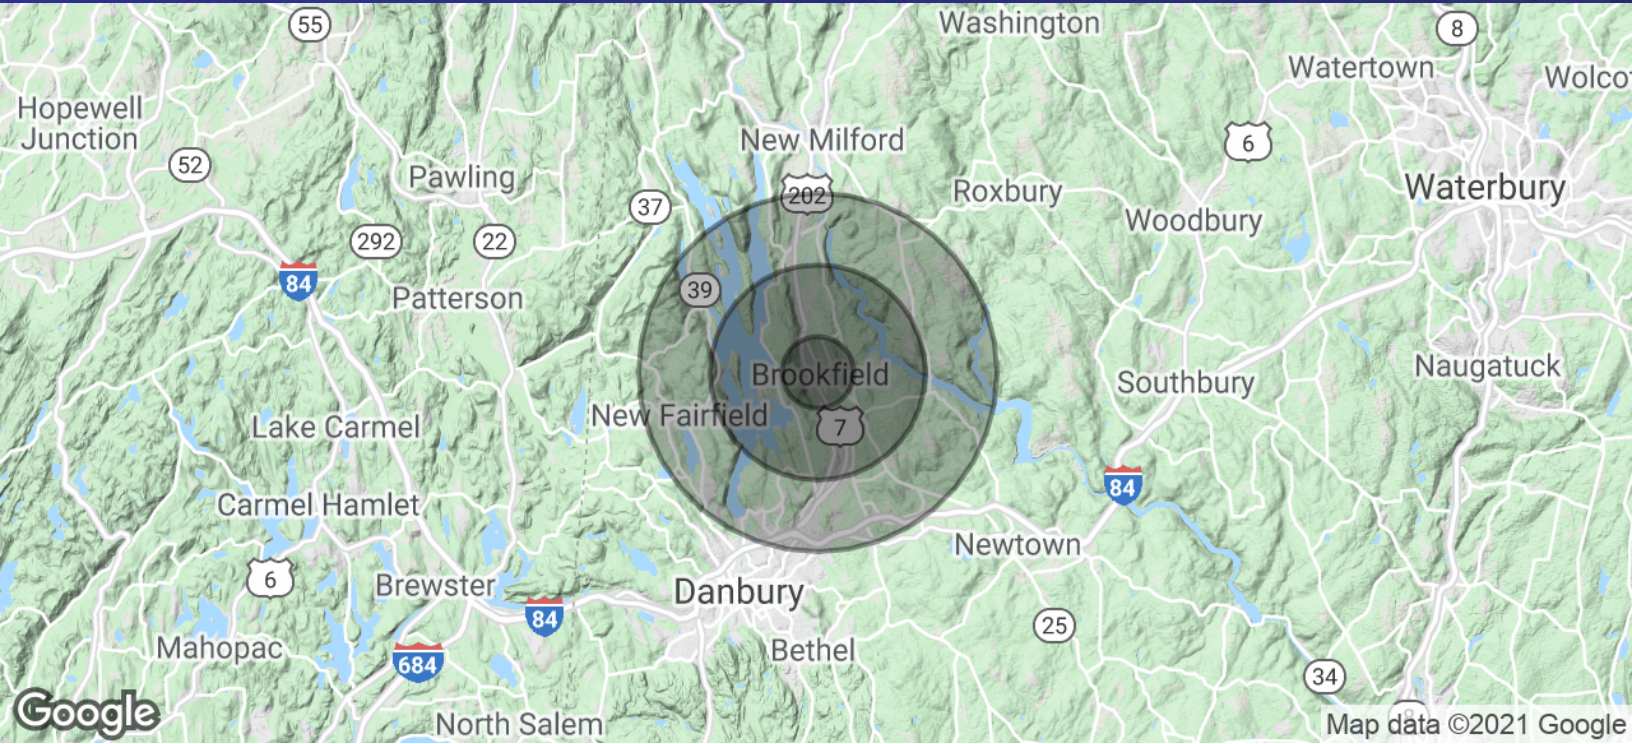 55
Washington
8
Watertown
Wolcot
Hopewell
Junction
New Milford
6
52
Pawling
Waterbury
202
Roxbury
37
Woodbury
292
22
84
39
Patterson
Naugatuck
Brookfield
Southbury
New Fairfield
7
Lake Carmel
84
Carmel Hamlet
Newtown
6
Brewster
Danbury
84
25
Mahopac
Bethel
684
34
Google
North Salem
8
Map data ©2021 Google